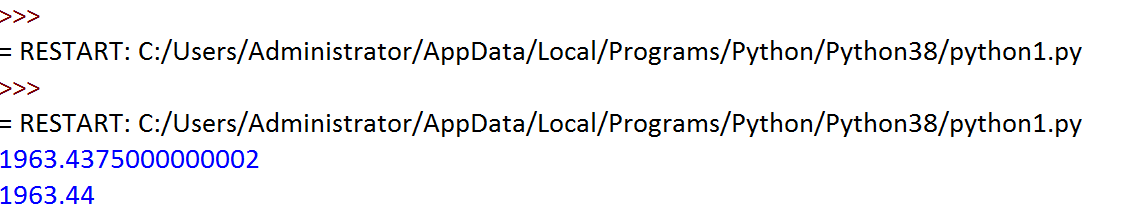 >>>
= RESTART: C:/Users/Administrator/AppData/Local/Programs/Python/Python38/python1.py
>>>
= RESTART: C:/Users/Administrator/AppData/Local/Programs/Python/Python38/python1.py
1963.4375000000002
1963.44